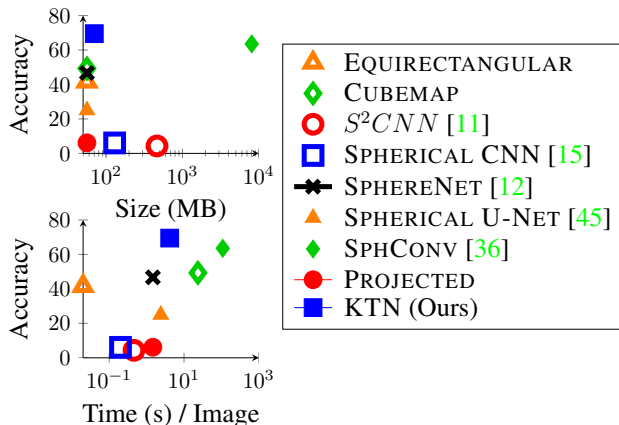 80
60
40
20
0
Accuracy
10^2 10^3 10^4
Size (MB)
80
60
40
20
0
Accuracy
10^-1 10^1 10^3
Time (s) / Image
EQUIRECTANGULAR
CUBEMAP
S^2CNN [11]
SPHERICAL CNN [15]
SPHERENET [12]
SPHERICAL U-NET [45]
SPHCONV [36]
PROJECTED
KTN (Ours)